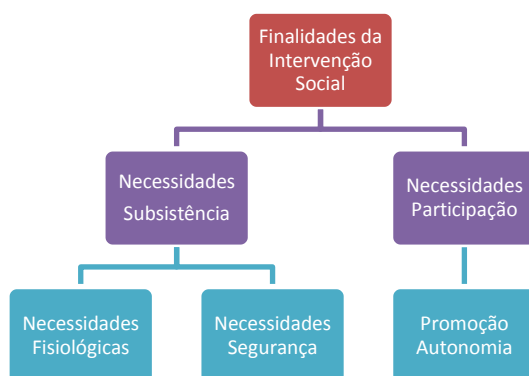 Finalidades da
Intervenção
Social
Necessidades
Subsistência
Necessidades
Participação
Necessidades
Fisiológicas
Necessidades
Segurança
Promoção
Autonomia